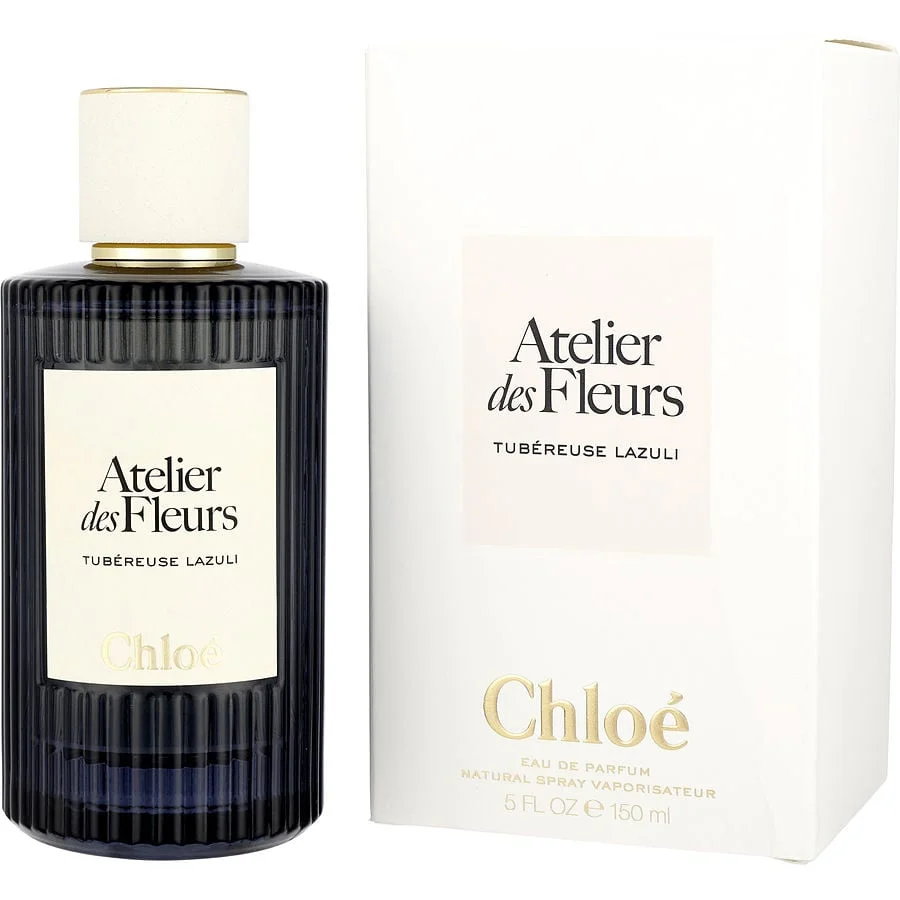 Atelier
des Fleurs
TUBÉREUSE LAZULI
Chloé
Atelier
des Fleurs
TUBÉREUSE LAZULI
Chloé
EAU DE PARFUM
NATURAL SPRAY VAPORISATEUR
5 FL OZ ℮ 150 ml